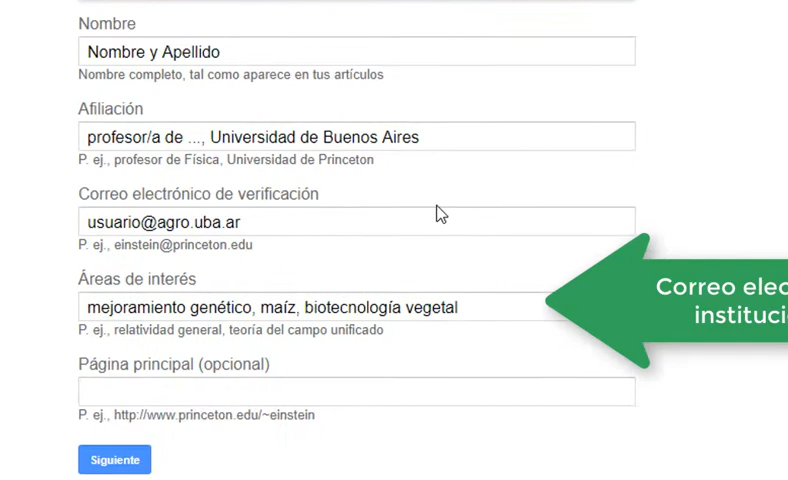 Nombre
Nombre y Apellido
Nombre completo, tal como aparece en tus artículos
Afiliación
profesor/a de ..., Universidad de Buenos Aires
P. ej., profesor de Física, Universidad de Princeton
Correo electrónico de verificación
usuario@agro.uba.ar
P. ej., einstein@princeton.edu
Áreas de interés
mejoramiento genético, maíz, biotecnología vegetal
P. ej., relatividad general, teoría del campo unificado
Correo
Página principal (opcional)
P. ej., http://www.princeton.edu/~einstein
Siguiente